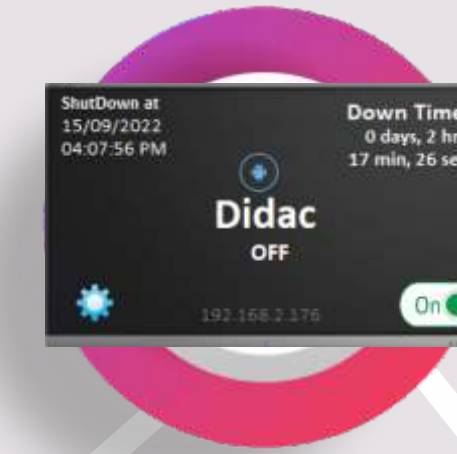 ShutDown at
15/09/2022
04:07:56 PM
Down Time
0 days, 2 hr
17 min, 26 se
Didac
OFF
192.168.2.176
On